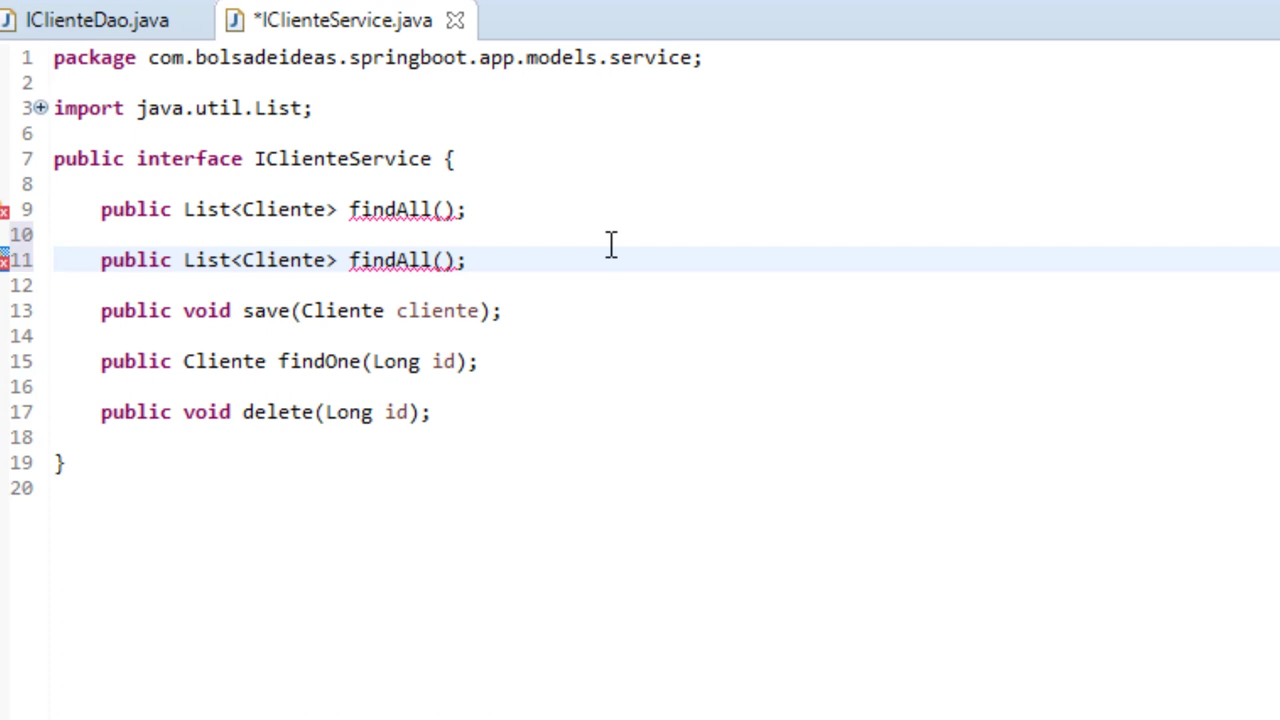 IClienteDao.java
*IClienteService.java
1 package com.bolsadeideas.springboot.app.models.service;
2
3 import java.util.List;
6
7 public interface IClienteService {
8
9 public List<Cliente> findAll();
10
11 public List<Cliente> findAll();
12
13 public void save(Cliente cliente);
14
15 public Cliente findOne(Long id);
16
17 public void delete(Long id);
18
19 }
20